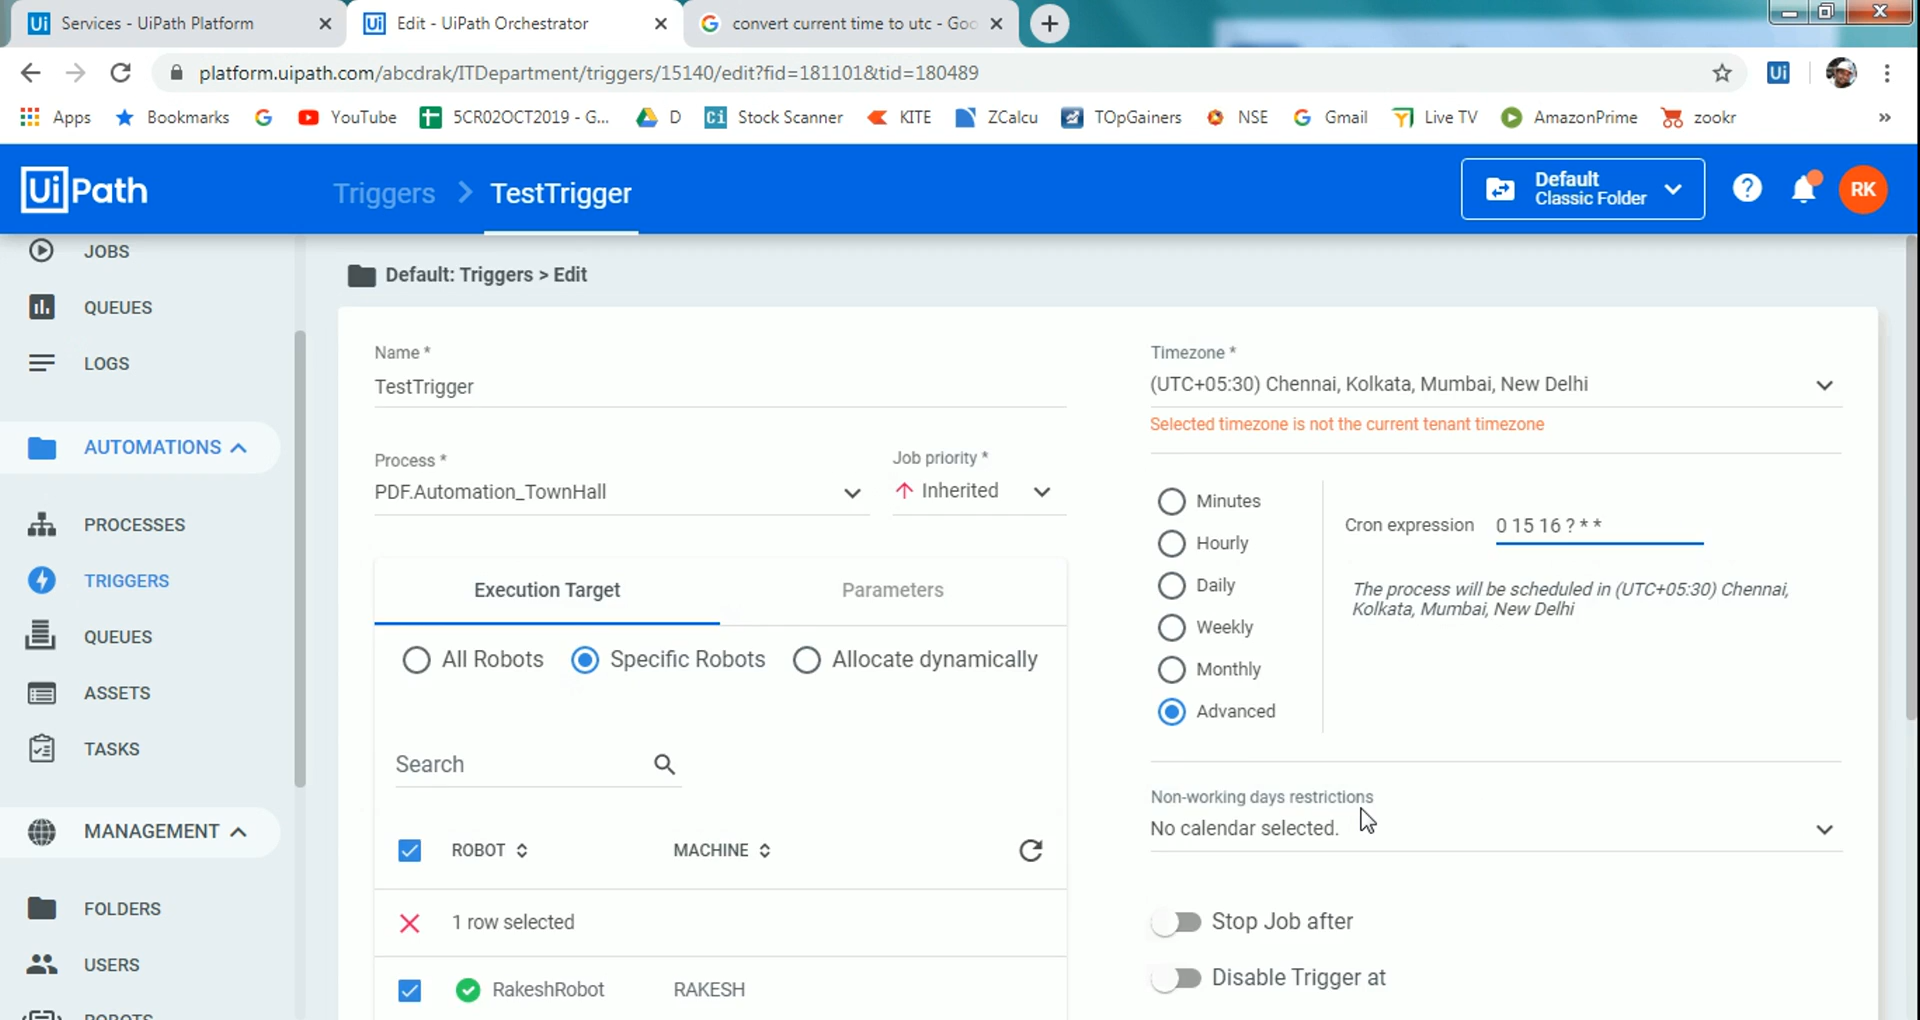 Ui Services - UiPath Platform
Ui Edit - UiPath Orchestrator
G convert current time to utc - Goo
platform.uipath.com/abcdrak/ITDepartment/triggers/15140/edit?fid=181101&tid=180489
Ui
Apps Bookmarks G YouTube 5CR02OCT2019 - G... D Ci Stock Scanner KITE ZCalcu TOpGainers NSE G Gmail Live TV AmazonPrime zookr »
UiPath
Triggers > TestTrigger
Default
Classic Folder
?
RK
JOBS
QUEUES
LOGS
AUTOMATIONS
PROCESSES
TRIGGERS
QUEUES
ASSETS
TASKS
MANAGEMENT
FOLDERS
USERS
ROBOTS
Default: Triggers > Edit
Name *
TestTrigger
Process *
PDF.Automation_TownHall
Job priority *
Inherited
Execution Target
Parameters
All Robots
Specific Robots
Allocate dynamically
Search
ROBOT
MACHINE
1 row selected
RakeshRobot
RAKESH
Timezone *
(UTC+05:30) Chennai, Kolkata, Mumbai, New Delhi
Selected timezone is not the current tenant timezone
Minutes
Hourly
Daily
Weekly
Monthly
Advanced
Cron expression 0 15 16 ? * *
The process will be scheduled in (UTC+05:30) Chennai,
Kolkata, Mumbai, New Delhi
Non-working days restrictions
No calendar selected.
Stop Job after
Disable Trigger at